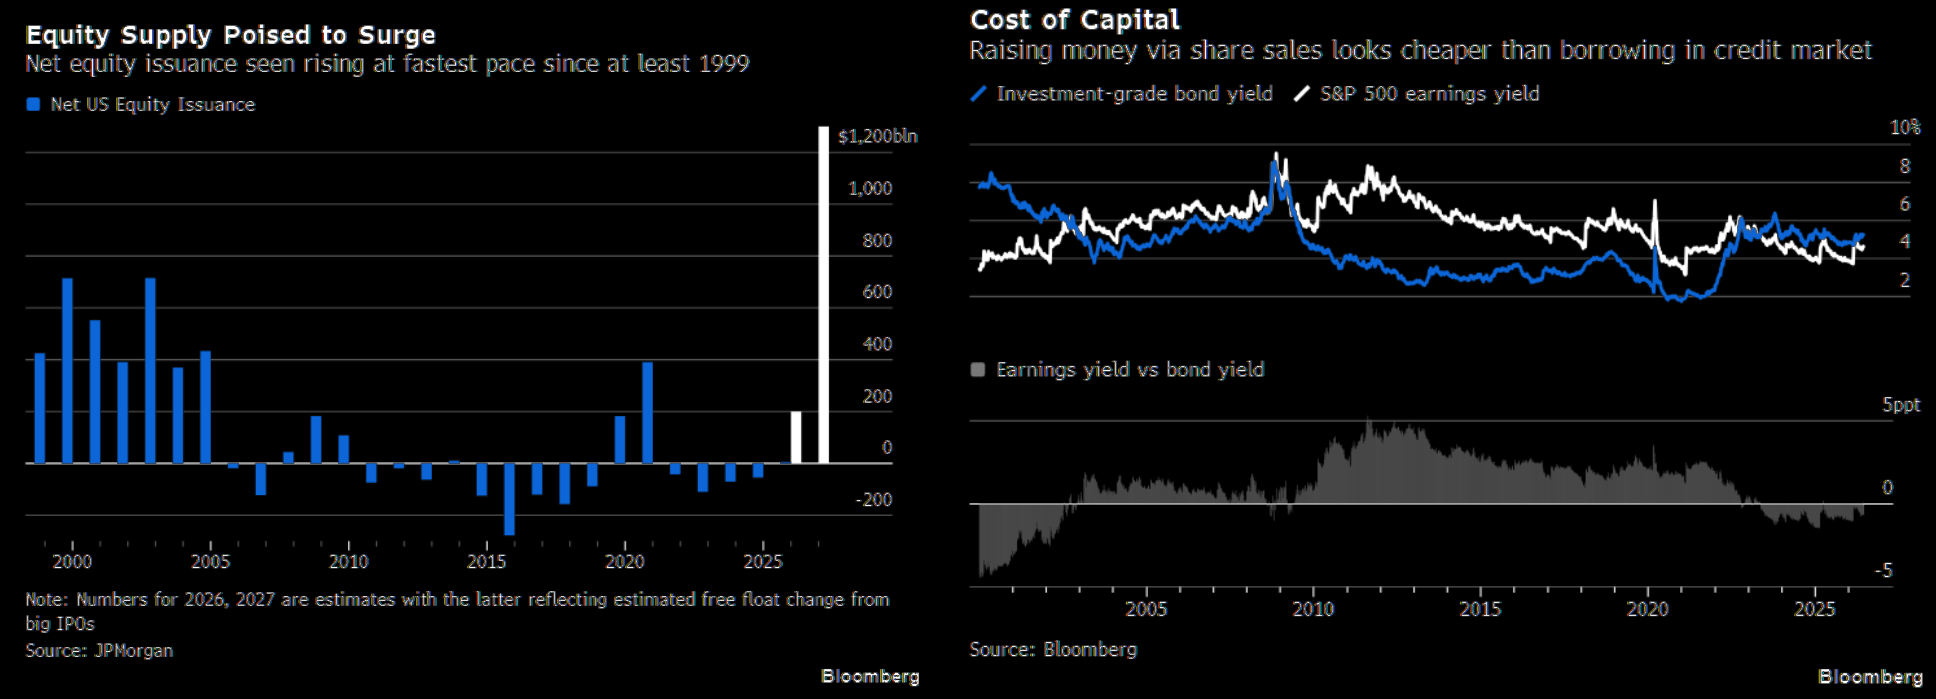 Equity Supply Poised to Surge
Net equity issuance seen rising at fastest pace since at least 1999
Net US Equity Issuance
$1,200bln
1,000
800
600
400
200
0
-200
2000 2005 2010 2015 2020 2025
Note: Numbers for 2026, 2027 are estimates with the latter reflecting estimated free float change from
big IPOs
Source: JPMorgan
Bloomberg
Cost of Capital
Raising money via share sales looks cheaper than borrowing in credit market
Investment-grade bond yield S&P 500 earnings yield
10%
8
6
4
2
Earnings yield vs bond yield
5ppt
0
-5
2005 2010 2015 2020 2025
Source: Bloomberg
Bloomberg